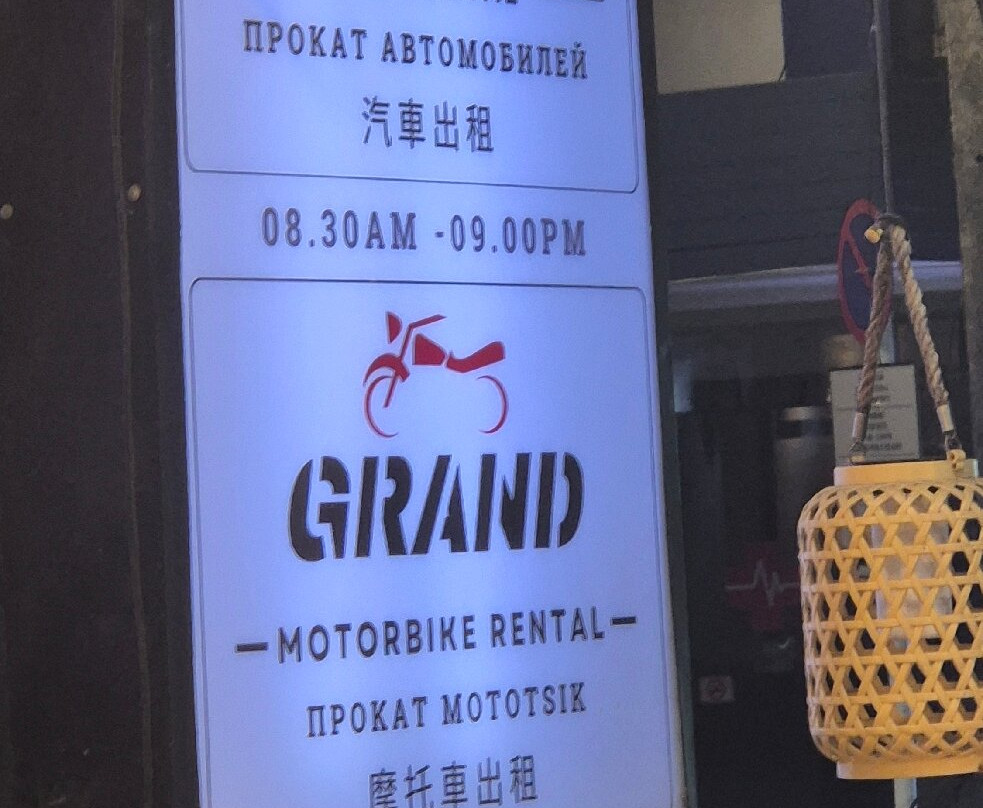 ПРОКАТ АВТОМОБИЛЕЙ
汽車出租
08.30AM -09.00PM
GRAND
—MOTORBIKE RENTAL—
ПРОКАТ MOTOTSIK
摩托車出租